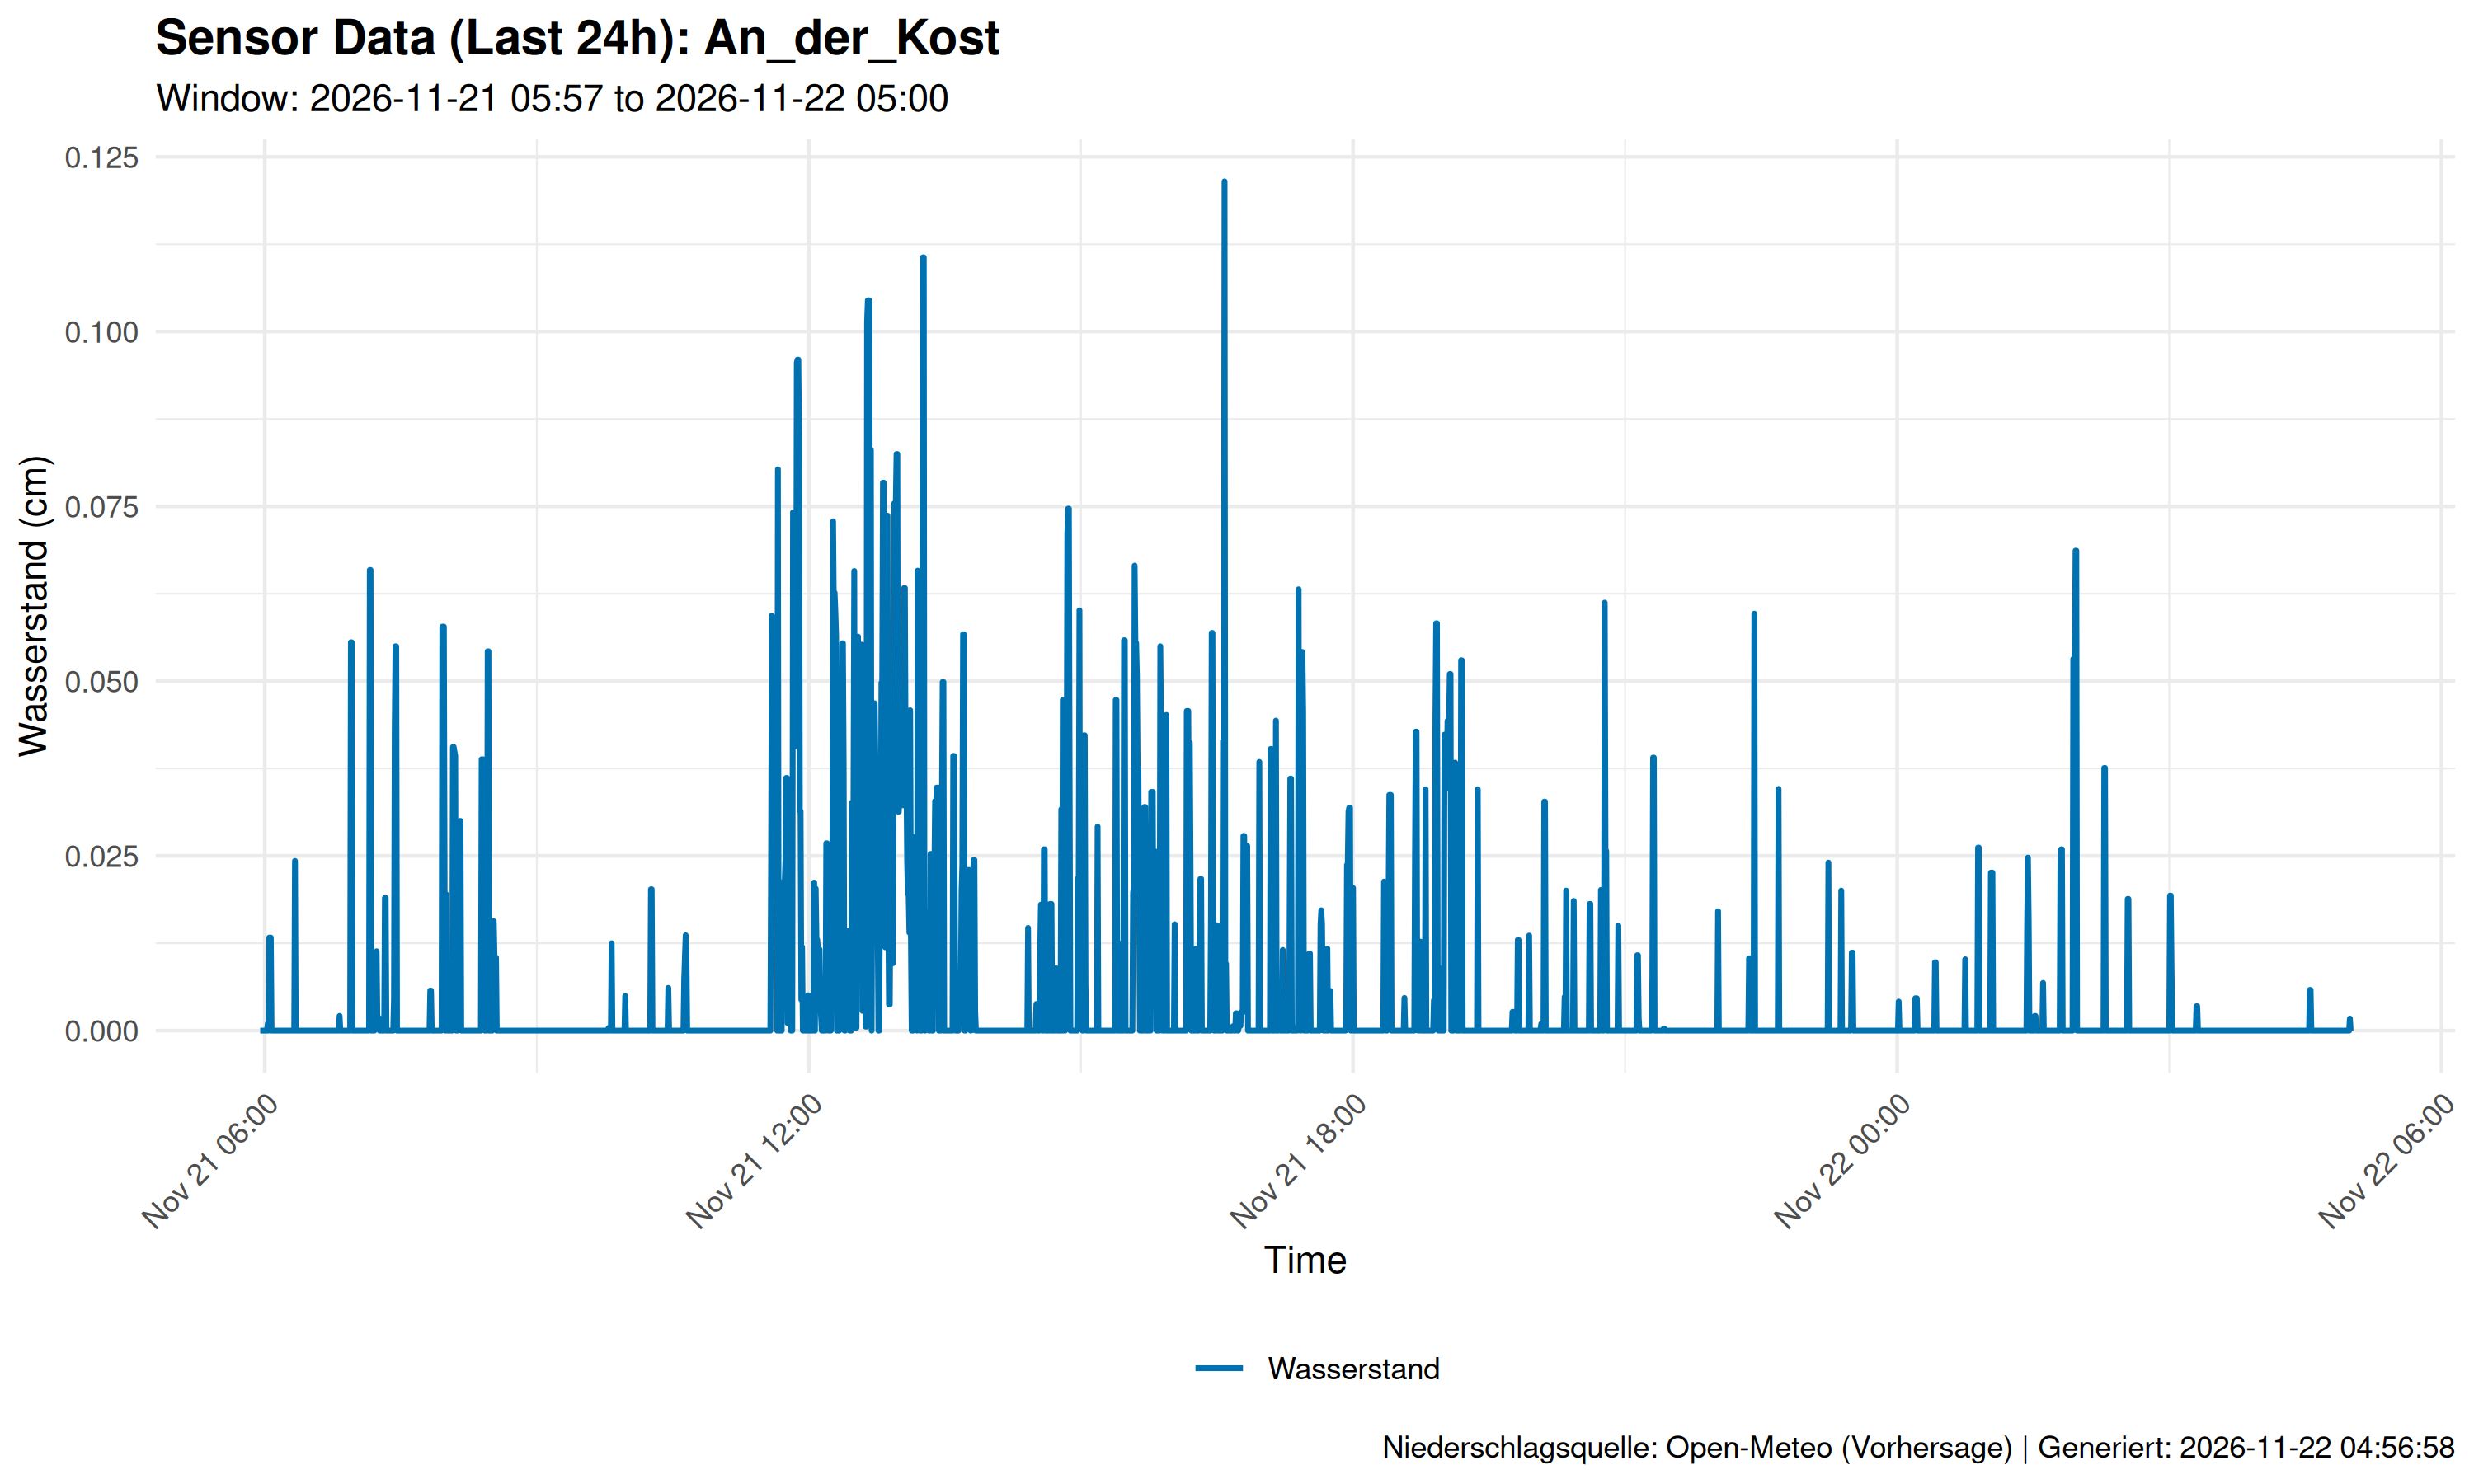 Sensor Data (Last 24h): An_der_Kost
Window: 2026-11-21 05:57 to 2026-11-22 05:00
Wasserstand (cm)
0.125
0.100
0.075
0.050
0.025
0.000
Nov 21 06:00
Nov 21 12:00
Nov 21 18:00
Nov 22 00:00
Nov 22 06:00
Time
Wasserstand
Niederschlagsquelle: Open-Meteo (Vorhersage) | Generiert: 2026-11-22 04:56:58